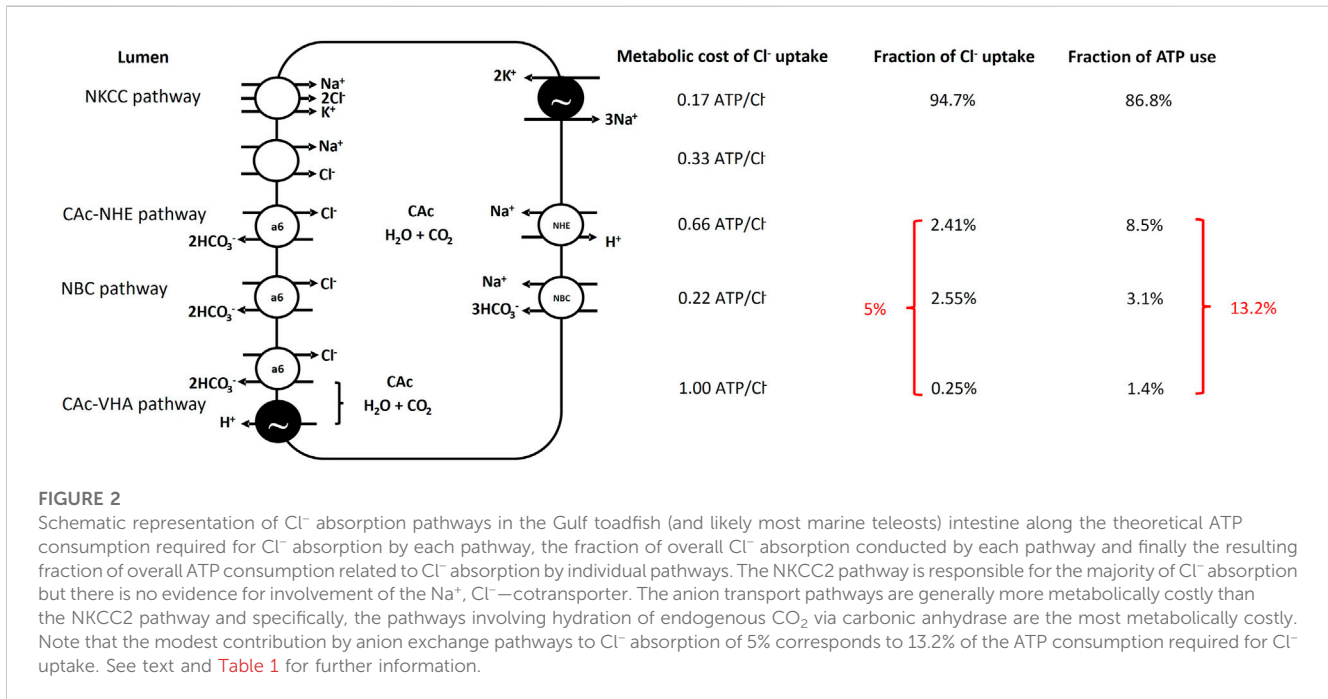 Lumen Metabolic cost of Cl⁻ uptake Fraction of Cl⁻ uptake Fraction of ATP use
NKCC pathway Na⁺ 2K⁺ 0.17 ATP/Cl⁻ 94.7% 86.8%
2Cl⁻
K⁺ ~ 3Na⁺
Na⁺ 0.33 ATP/Cl⁻
Cl⁻
CAc-NHE pathway Cl⁻ CAc Na⁺ 0.66 ATP/Cl⁻ 2.41% 8.5%
a6 H₂O + CO₂ NHE
2HCO₃⁻ H⁺
NBC pathway Cl⁻ Na⁺ 0.22 ATP/Cl⁻ 2.55% 3.1%
a6 NBC 5% 13.2%
2HCO₃⁻ 3HCO₃⁻
Cl⁻
a6
2HCO₃⁻ CAc 1.00 ATP/Cl⁻ 0.25% 1.4%
CAc-VHA pathway H₂O + CO₂
H⁺ ~
FIGURE 2
Schematic representation of Cl⁻ absorption pathways in the Gulf toadfish (and likely most marine teleosts) intestine along the theoretical ATP
consumption required for Cl⁻ absorption by each pathway, the fraction of overall Cl⁻ absorption conducted by each pathway and finally the resulting
fraction of overall ATP consumption related to Cl⁻ absorption by individual pathways. The NKCC2 pathway is responsible for the majority of Cl⁻ absorption
but there is no evidence for involvement of the Na⁺, Cl⁻—cotransporter. The anion transport pathways are generally more metabolically costly than
the NKCC2 pathway and specifically, the pathways involving hydration of endogenous CO₂ via carbonic anhydrase are the most metabolically costly.
Note that the modest contribution by anion exchange pathways to Cl⁻ absorption of 5% corresponds to 13.2% of the ATP consumption required for Cl⁻
uptake. See text and Table 1 for further information.